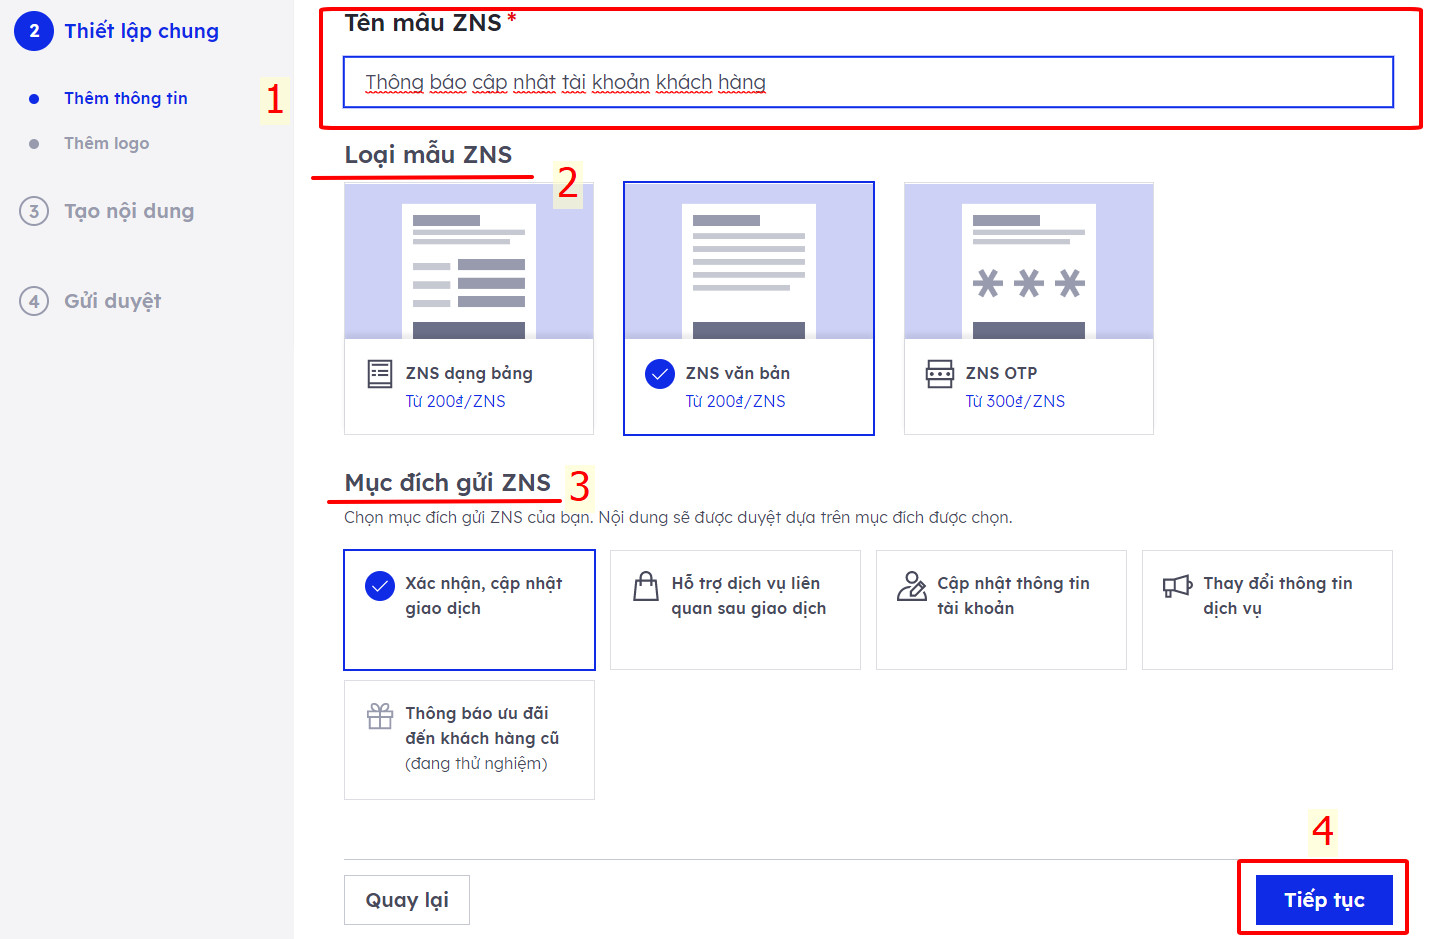 2 Thiết lập chung
Thêm thông tin
Thêm logo
3 Tạo nội dung
4 Gửi duyệt
1
Tên mẫu ZNS *
Thông báo cập nhật tài khoản khách hàng
Loại mẫu ZNS
2
ZNS dạng bảng
Từ 200₫/ZNS
ZNS văn bản
Từ 200₫/ZNS
ZNS OTP
Từ 300₫/ZNS
Mục đích gửi ZNS
3
Chọn mục đích gửi ZNS của bạn. Nội dung sẽ được duyệt dựa trên mục đích được chọn.
Xác nhận, cập nhật
giao dịch
Hỗ trợ dịch vụ liên
quan sau giao dịch
Cập nhật thông tin
tài khoản
Thay đổi thông tin
dịch vụ
Thông báo ưu đãi
đến khách hàng cũ
(đang thử nghiệm)
4
Quay lại
Tiếp tục